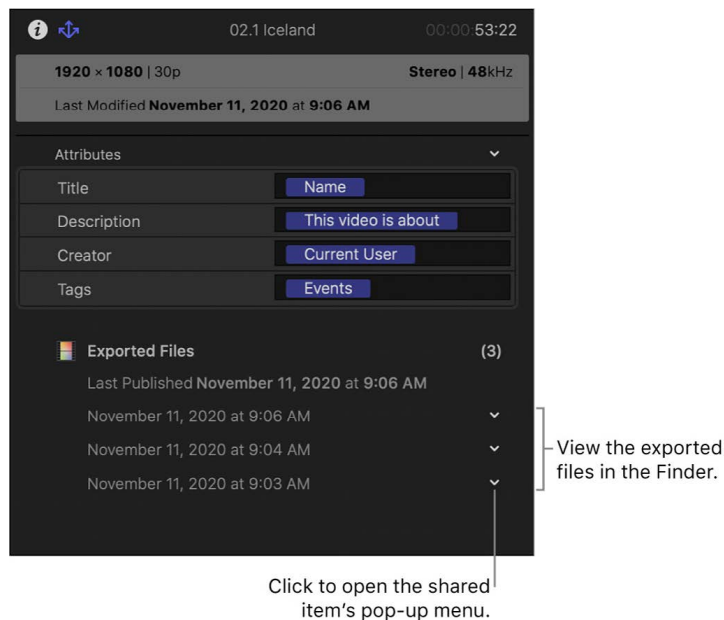 02.1 Iceland 00:00:53:22
1920 × 1080 | 30p Stereo | 48kHz
Last Modified November 11, 2020 at 9:06 AM
Attributes
Title Name
Description This video is about
Creator Current User
Tags Events
Exported Files (3)
Last Published November 11, 2020 at 9:06 AM
November 11, 2020 at 9:06 AM
November 11, 2020 at 9:04 AM
November 11, 2020 at 9:03 AM
View the exported
files in the Finder.
Click to open the shared
item’s pop-up menu.